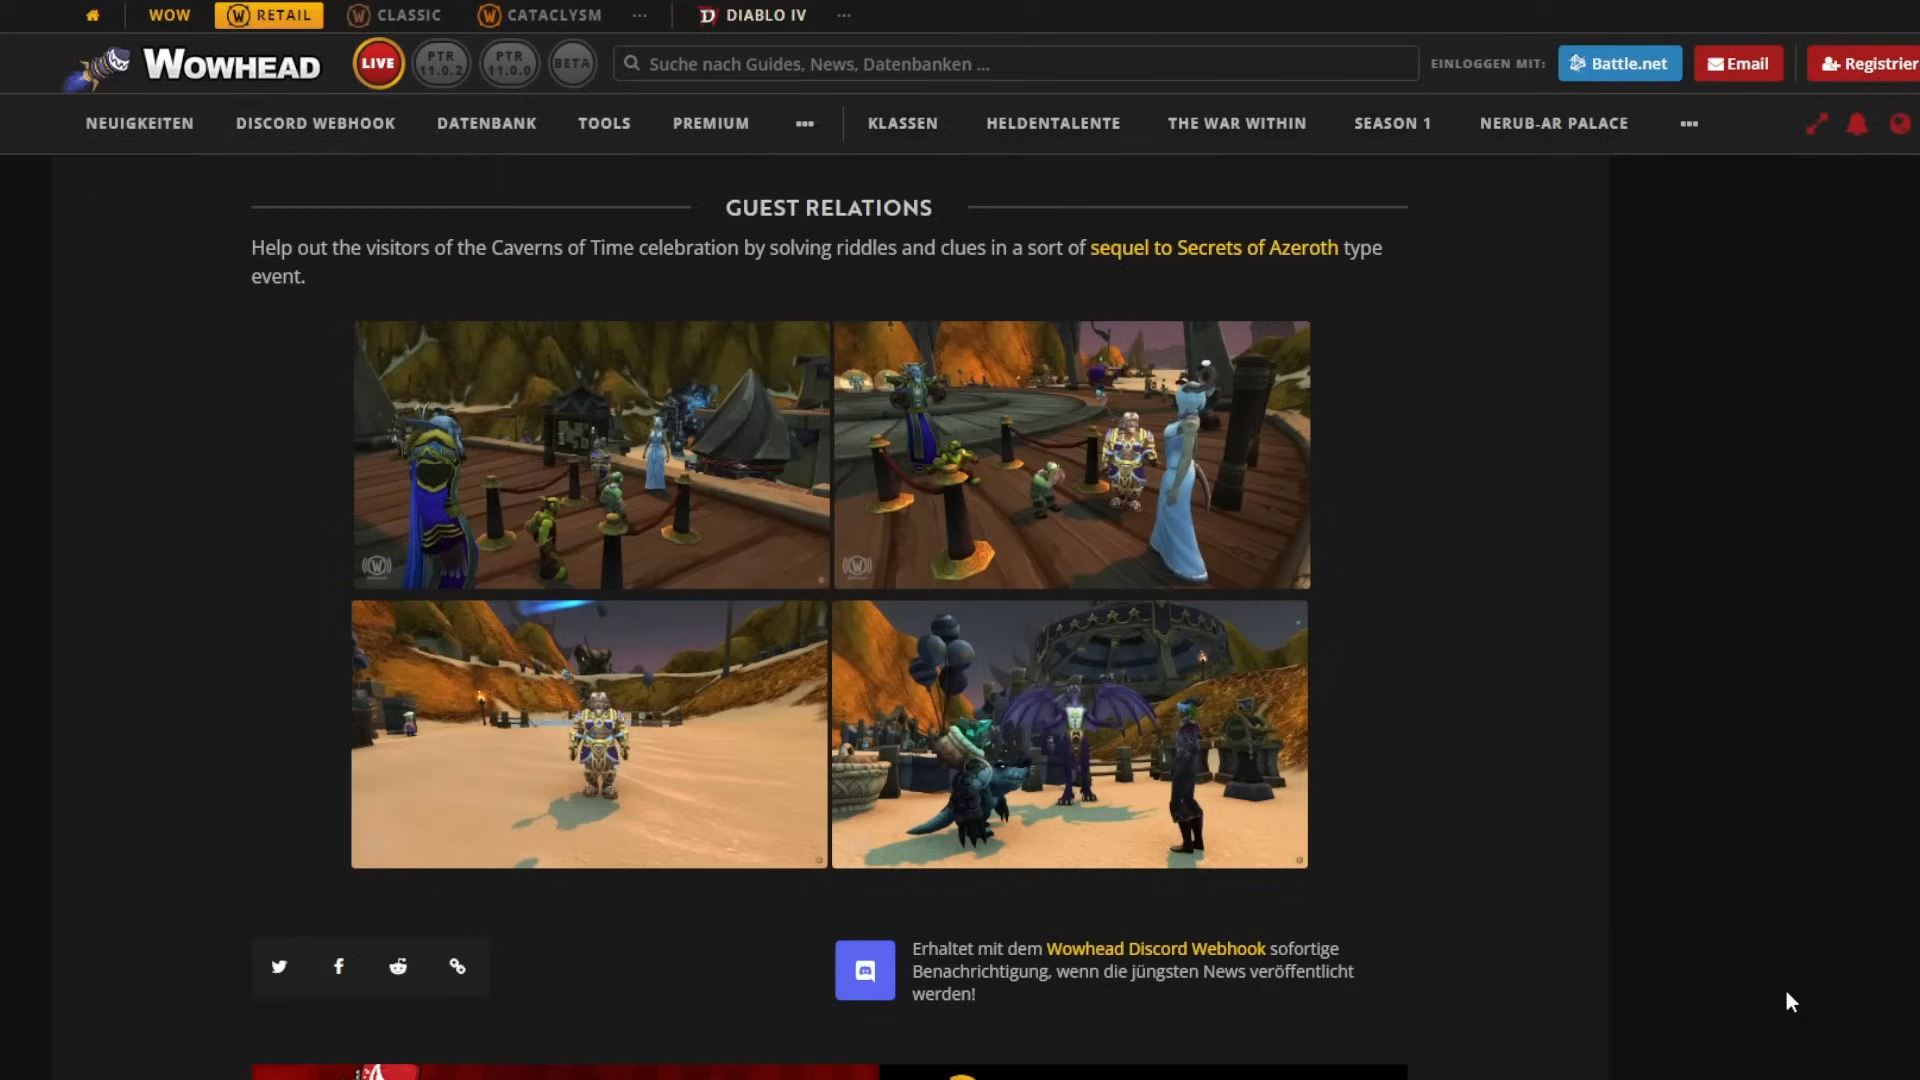 WOW RETAIL CLASSIC CATACLYSM ... DIABLO IV ...
WOWHEAD LIVE PTR 11.0.2 PTR 11.0.0 BETA Suche nach Guides, News, Datenbanken ... EINLOGGEN MIT: Battle.net Email Registrier
NEUIGKEITEN DISCORD WEBHOOK DATENBANK TOOLS PREMIUM ... KLASSEN HELDENTALENTE THE WAR WITHIN SEASON 1 NERUB-AR PALACE ...
GUEST RELATIONS
Help out the visitors of the Caverns of Time celebration by solving riddles and clues in a sort of sequel to Secrets of Azeroth type
event.
Erhaltet mit dem Wowhead Discord Webhook sofortige
Benachrichtigung, wenn die jüngsten News veröffentlicht
werden!